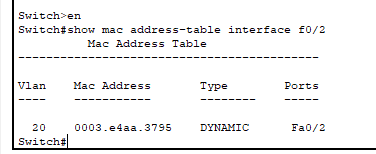 Switch>en
Switch#show mac address-table interface f0/2
          Mac Address Table
-------------------------------------------
Vlan    Mac Address       Type        Ports
----    -----------       --------    -----
  20    0003.e4aa.3795    DYNAMIC     Fa0/2
Switch#